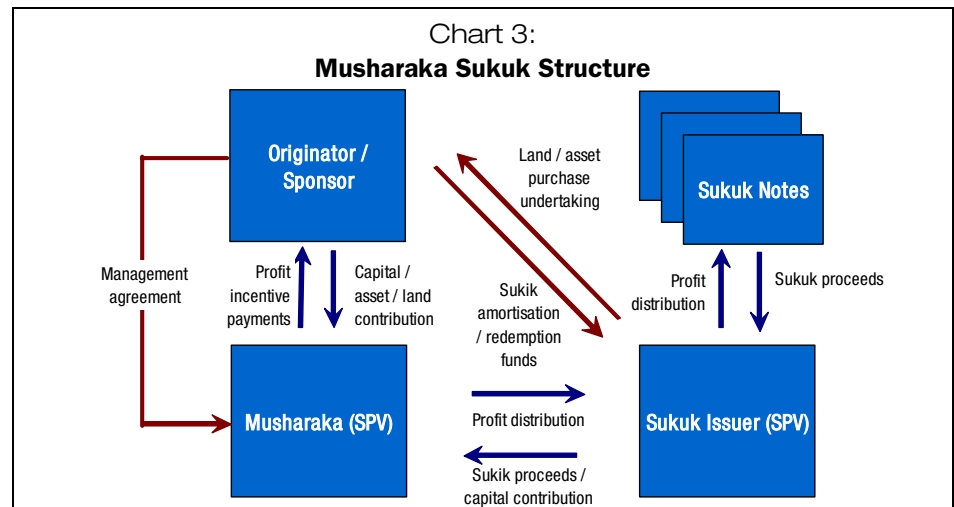 Chart 3:
Musharaka Sukuk Structure
Originator /
Sponsor
Land / asset
purchase
undertaking
Sukuk Notes
Management
agreement
Profit
incentive
payments
Capital /
asset / land
contribution
Sukik
amortisation
/ redemption
funds
Profit
distribution
Sukuk proceeds
Musharaka (SPV)
Profit distribution
Sukuk Issuer (SPV)
Sukik proceeds /
capital contribution